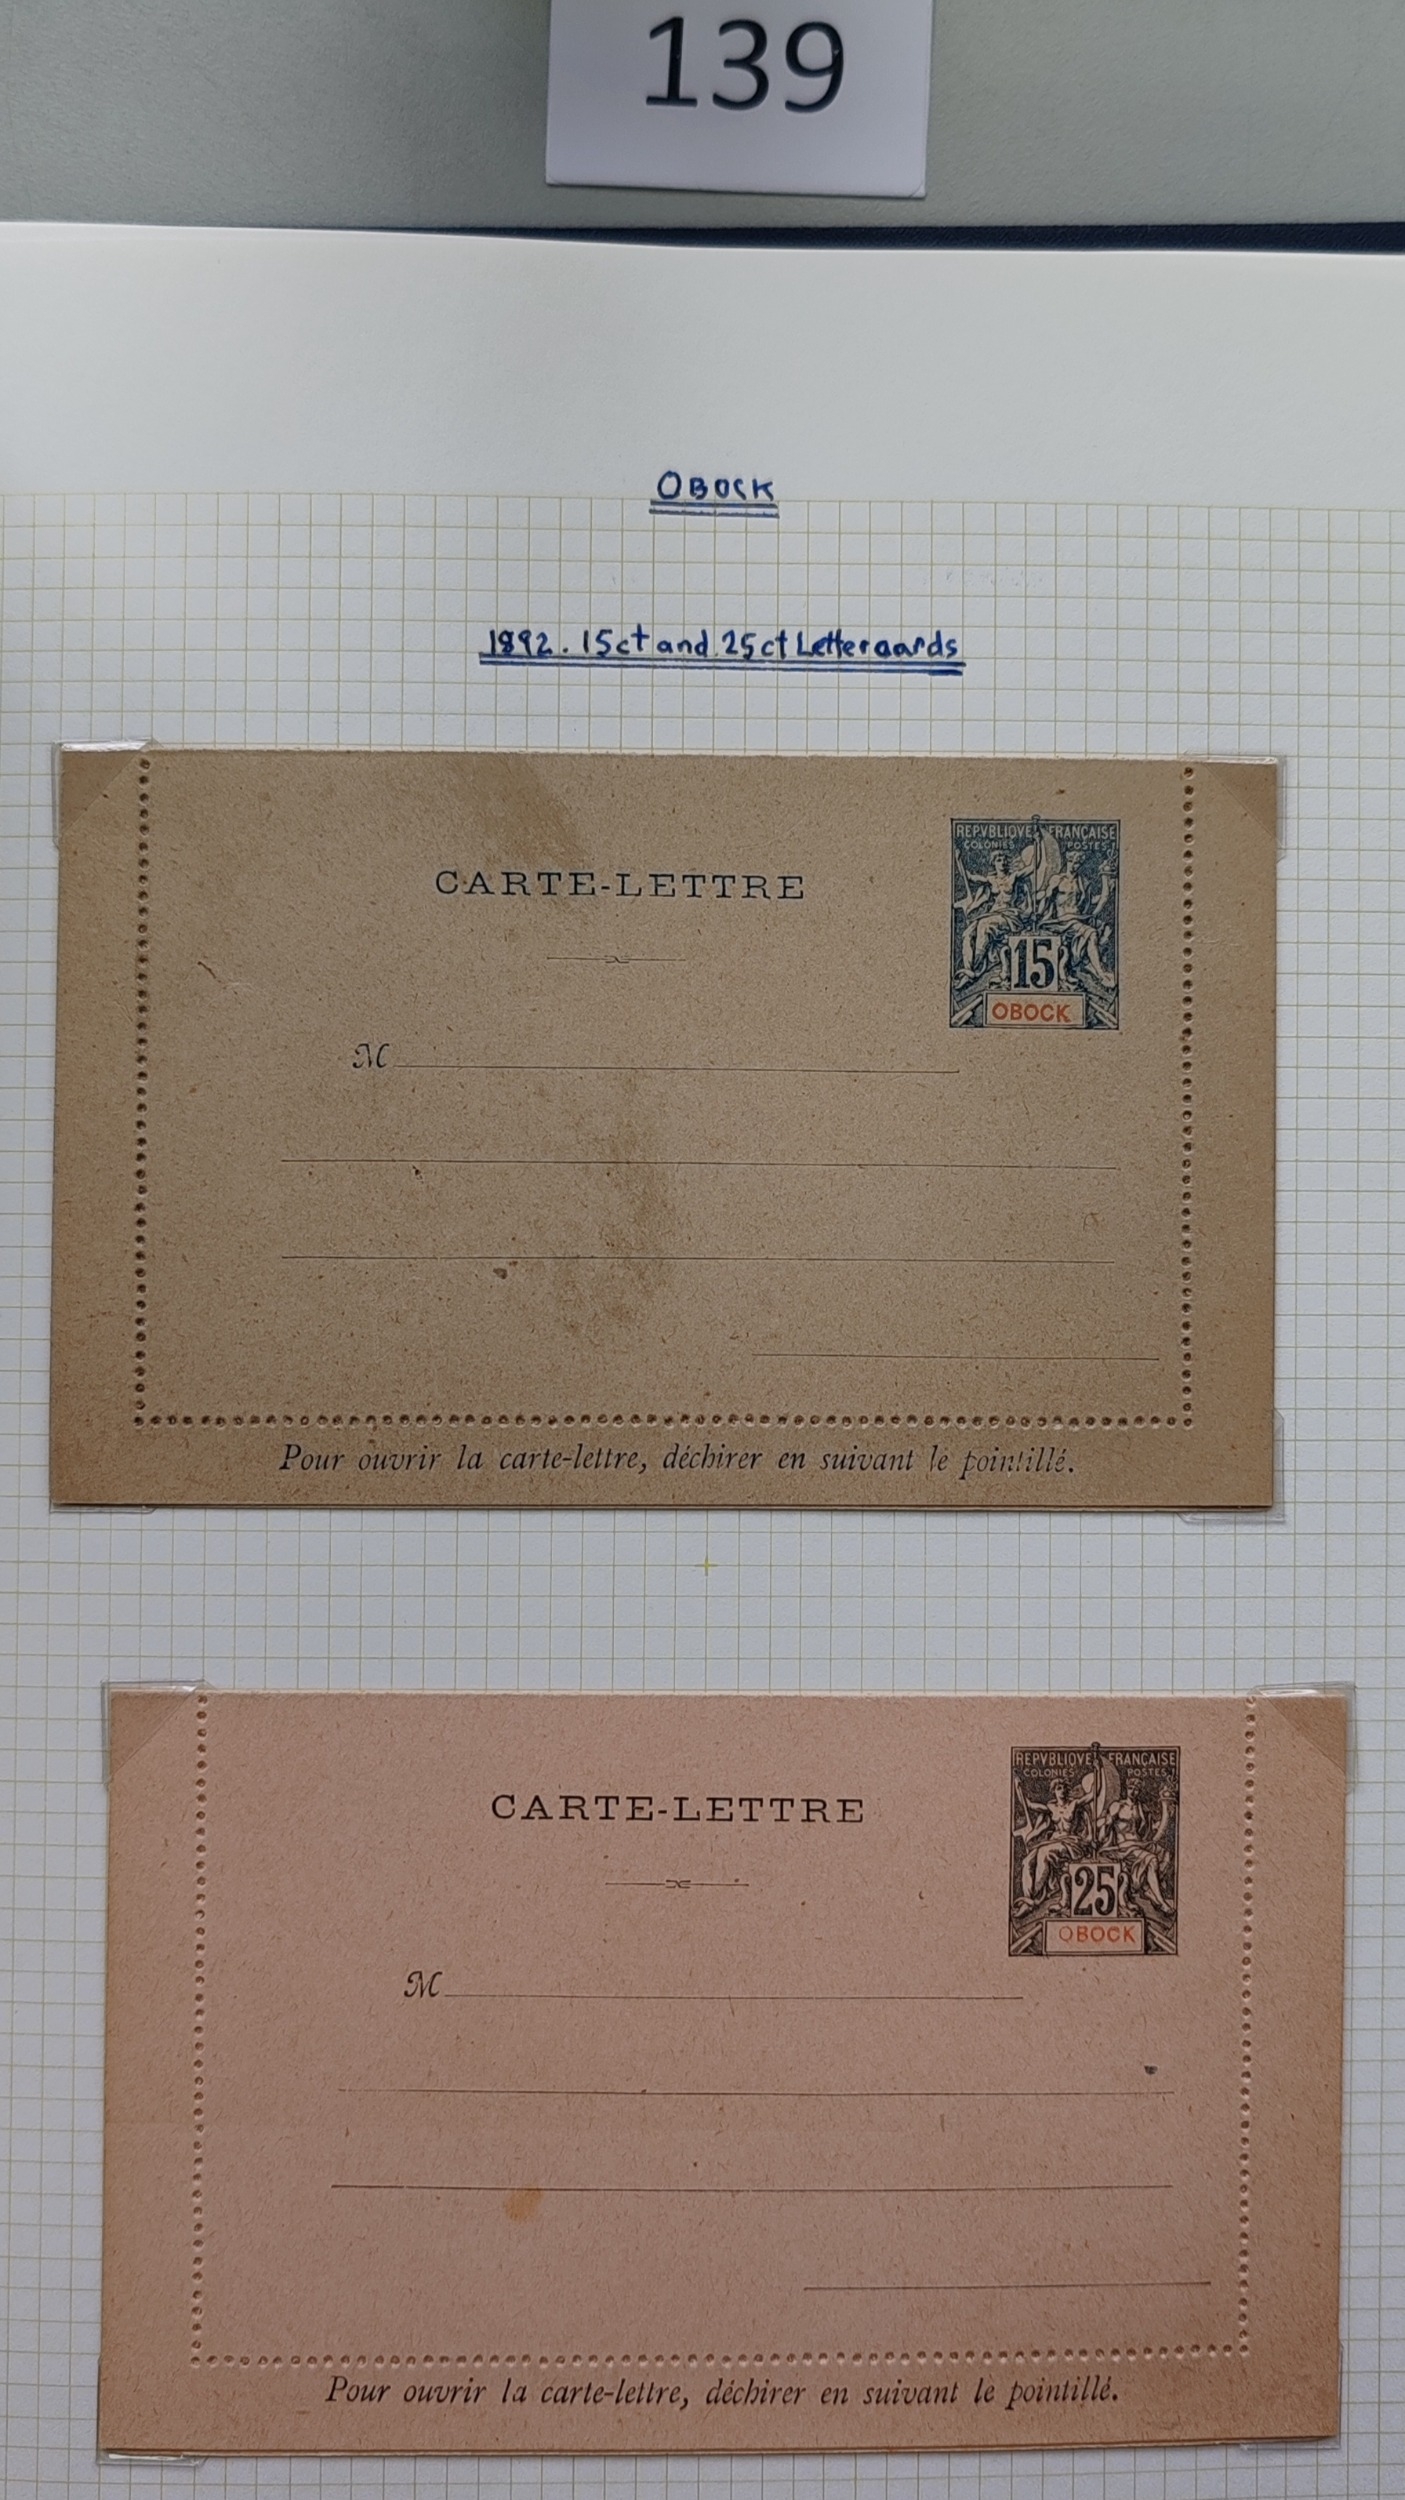 139
OBOCK
1892. 15ct and 25ct Lettercards
REPVBLIQVE FRANÇAISE
COLONIES POSTES
CARTE-LETTRE
15
OBOCK
M
Pour ouvrir la carte-lettre, déchirer en suivant le pointillé.
REPVBLIQVE FRANÇAISE
COLONIES POSTES
CARTE-LETTRE
25
OBOCK
M
Pour ouvrir la carte-lettre, déchirer en suivant le pointillé.